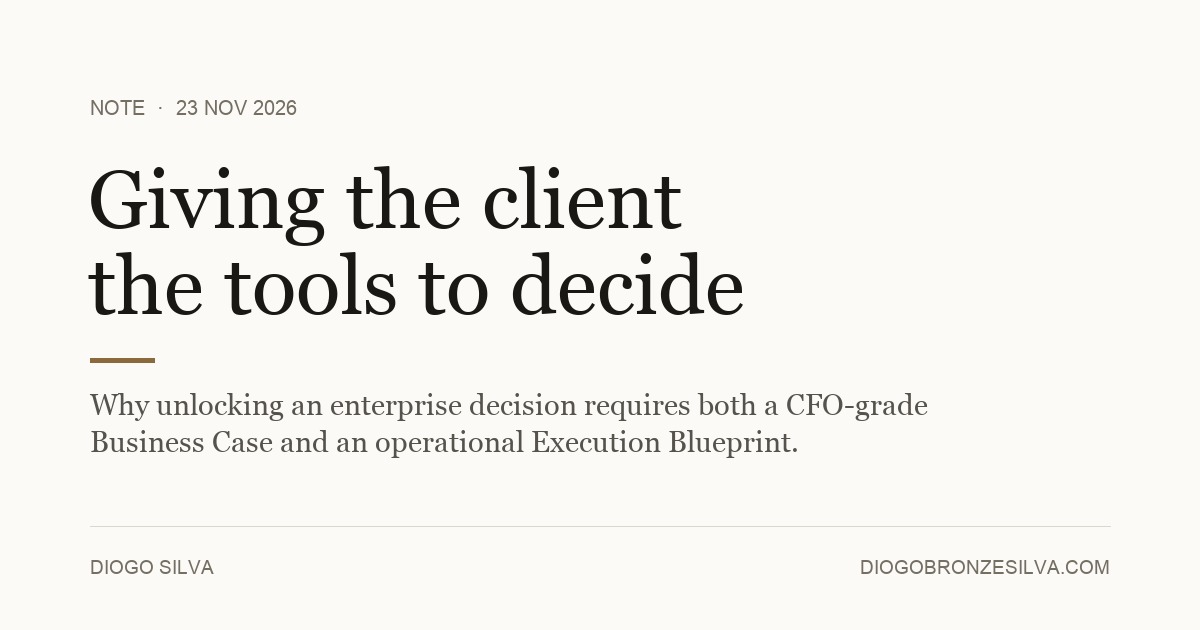 NOTE · 23 NOV 2026
Giving the client
the tools to decide
Why unlocking an enterprise decision requires both a CFO-grade
Business Case and an operational Execution Blueprint.
DIOGO SILVA
DIOGOBRONZESILVA.COM